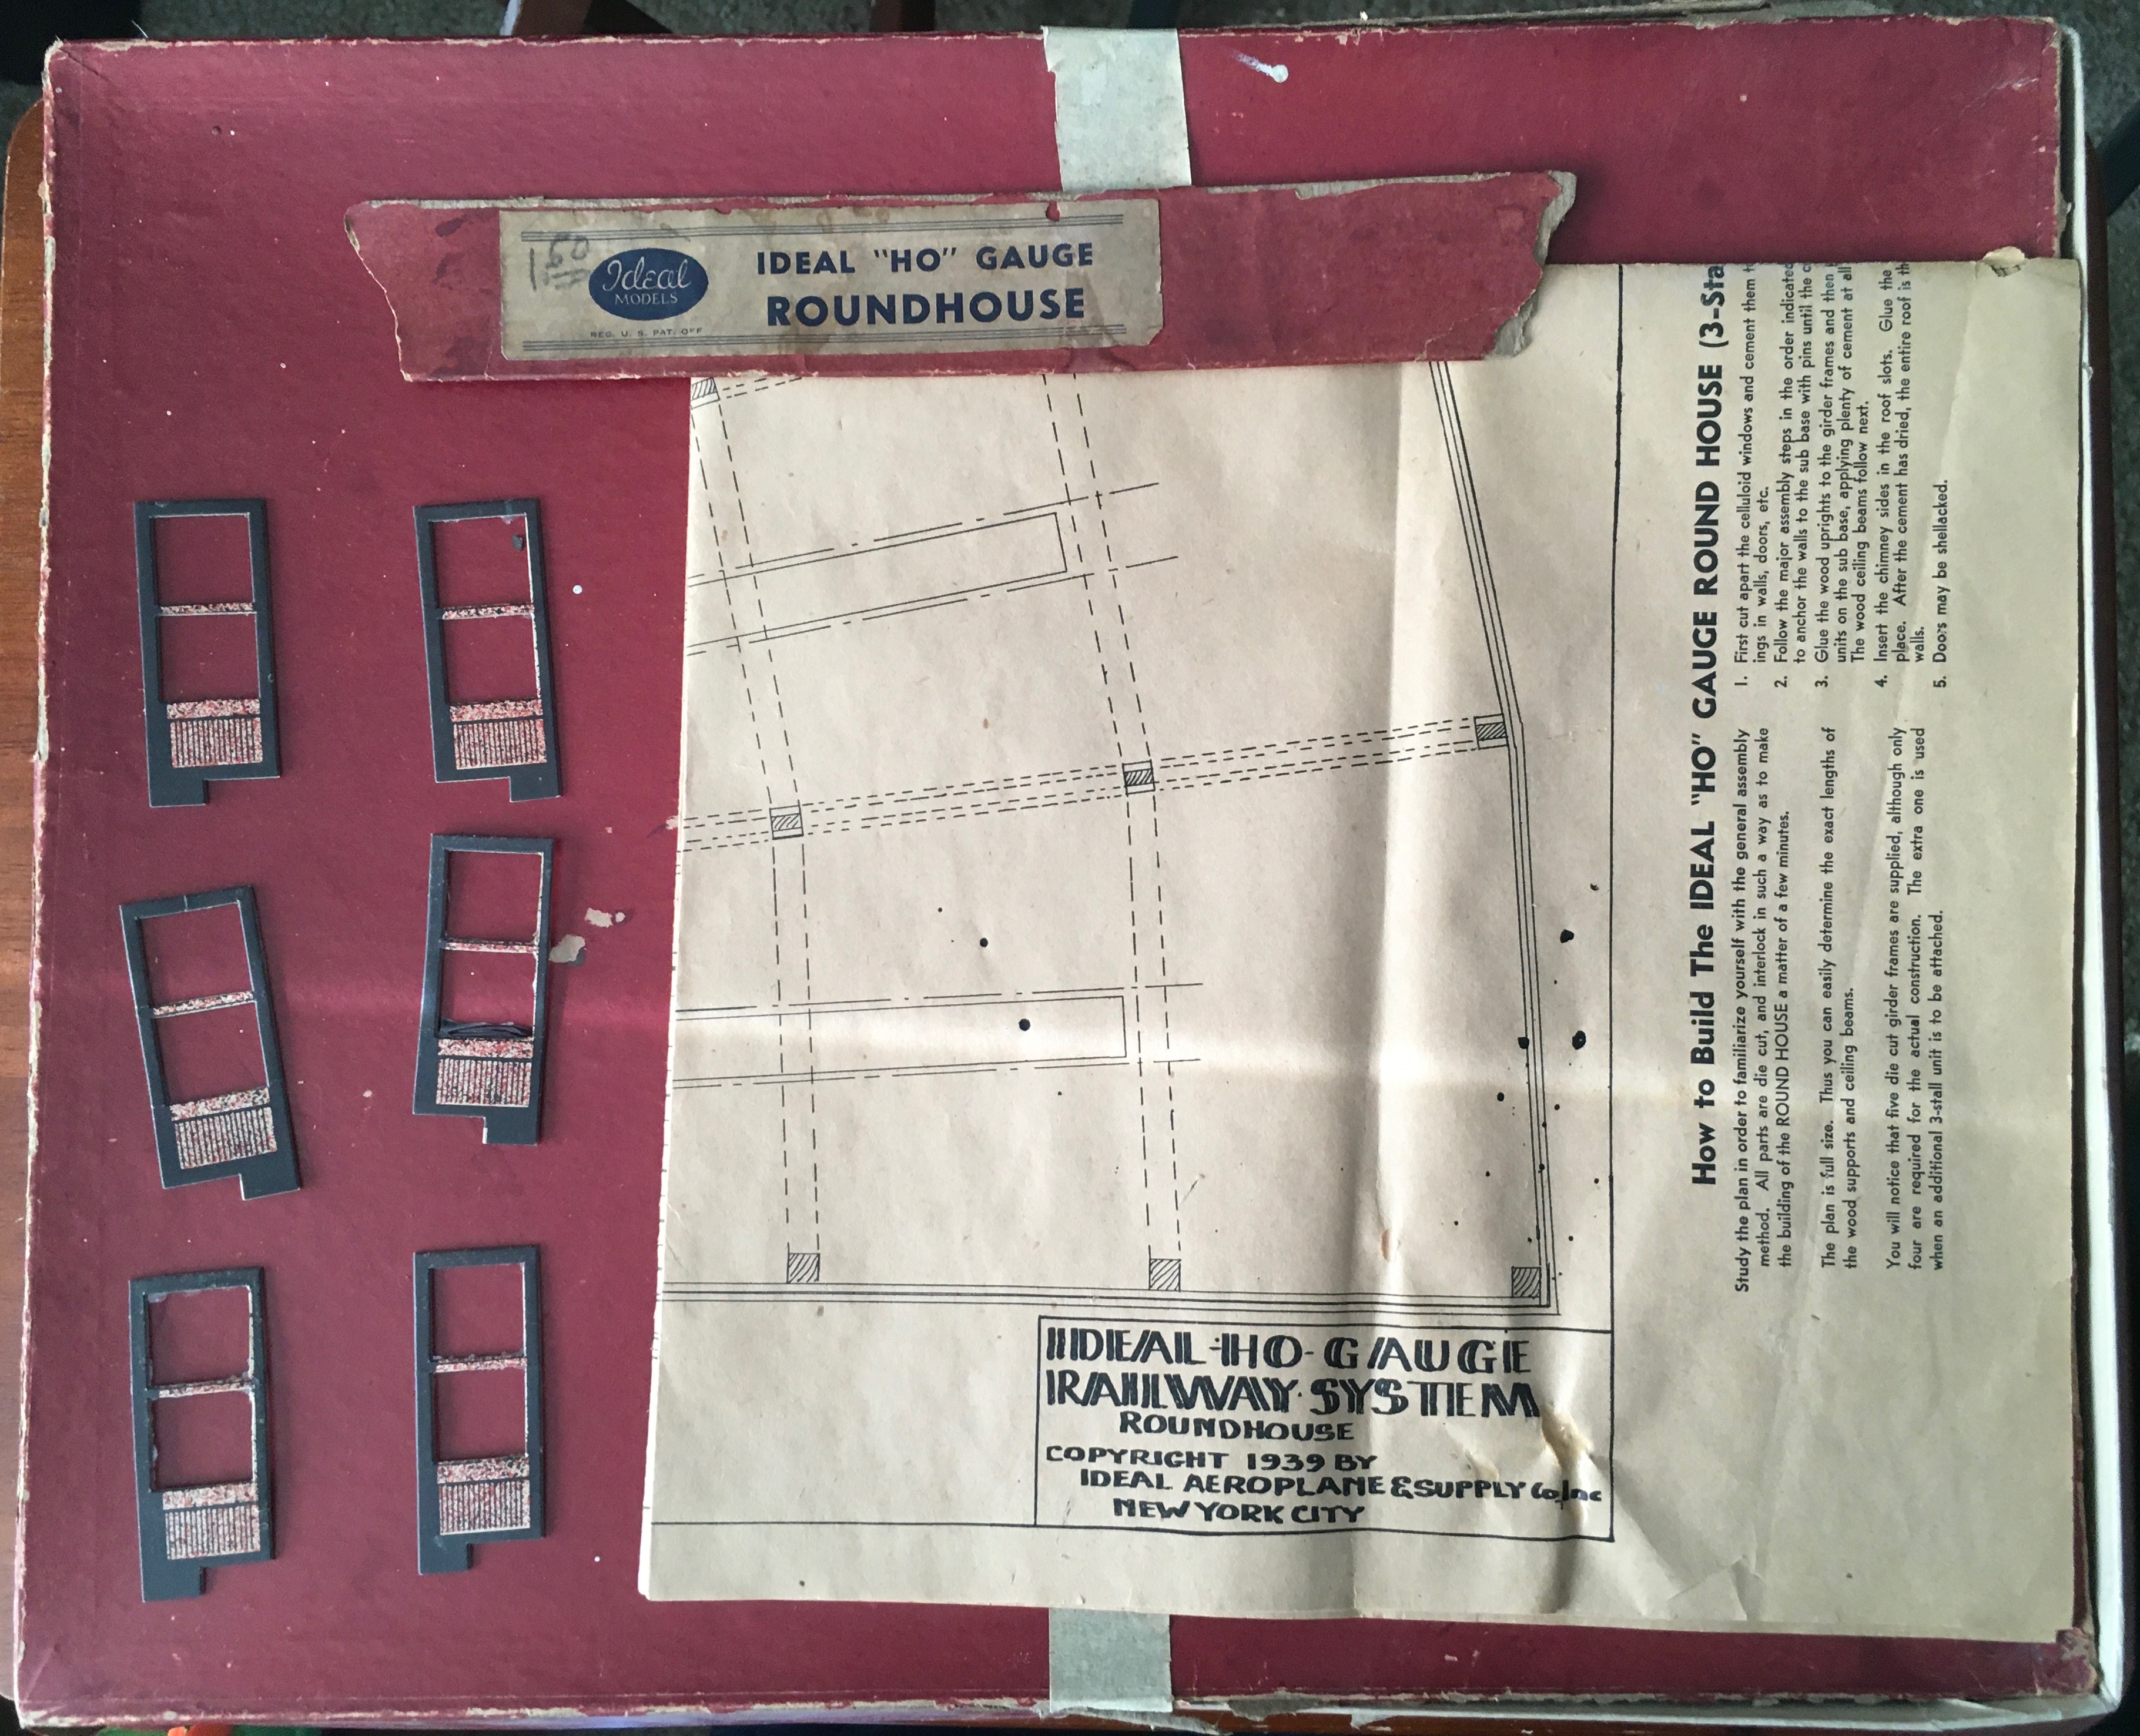 1.50
Ideal
MODELS
REG. U. S. PAT. OFF
IDEAL "HO" GAUGE
ROUNDHOUSE
How to Build The IDEAL "HO" GAUGE ROUND HOUSE (3-Sta
Study the plan in order to familiarize yourself with the general assembly
method. All parts are die cut, and interlock in such a way as to make
the building of the ROUND HOUSE a matter of a few minutes.
The plan is full size. Thus you can easily determine the exact lengths of
the wood supports and ceiling beams.
You will notice that five die cut girder frames are supplied, although only
four are required for the actual construction. The extra one is used
when an additional 3-stall unit is to be attached.
1. First cut apart the celluloid windows and cement them
ings in walls, doors, etc.
2. Follow the major assembly steps in the order indicated
to anchor the walls to the sub base with pins until the
3. Glue the wood uprights to the girder frames and then
units on the sub base, applying plenty of cement at all
The wood ceiling beams follow next.
4. Insert the chimney sides in the roof slots. Glue the
place. After the cement has dried, the entire roof is
walls.
5. Doors may be shellacked.
IDEAL-HO-GAUGE
RAILWAY·SYSTEM
ROUNDHOUSE
COPYRIGHT 1939 BY
IDEAL AEROPLANE & SUPPLY Co., Inc
NEW YORK CITY